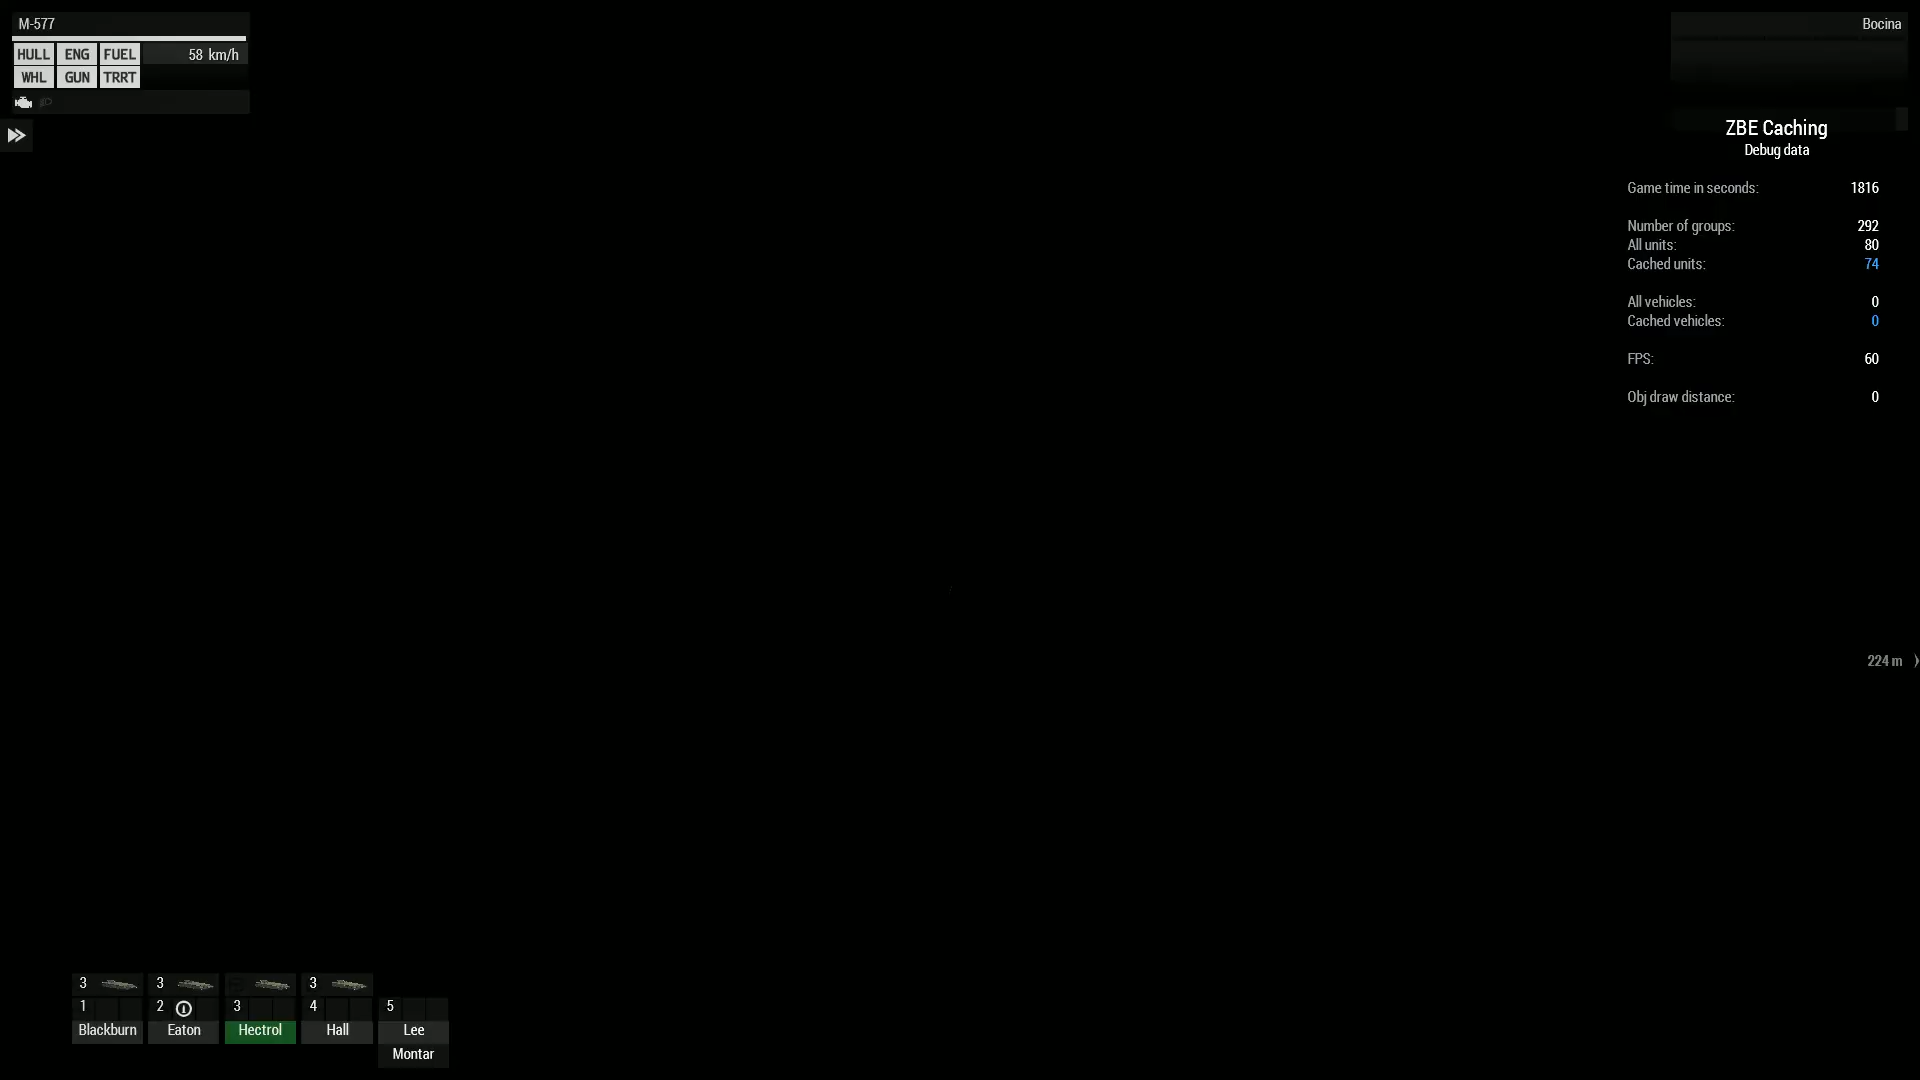 M-577
HULL ENG FUEL 58 km/h
WHL GUN TRRT
Bocina
ZBE Caching
Debug data
Game time in seconds: 1816
Number of groups: 292
All units: 80
Cached units: 74
All vehicles: 0
Cached vehicles: 0
FPS: 60
Obj draw distance: 0
224 m
3 3 3
1 2 3 4 5
Blackburn Eaton Hectrol Hall Lee
Montar